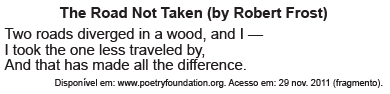 The Road Not Taken (by Robert Frost)
Two roads diverged in a wood, and I —
I took the one less traveled by,
And that has made all the difference.
Disponível em: www.poetryfoundation.org. Acesso em: 29 nov. 2011 (fragmento).